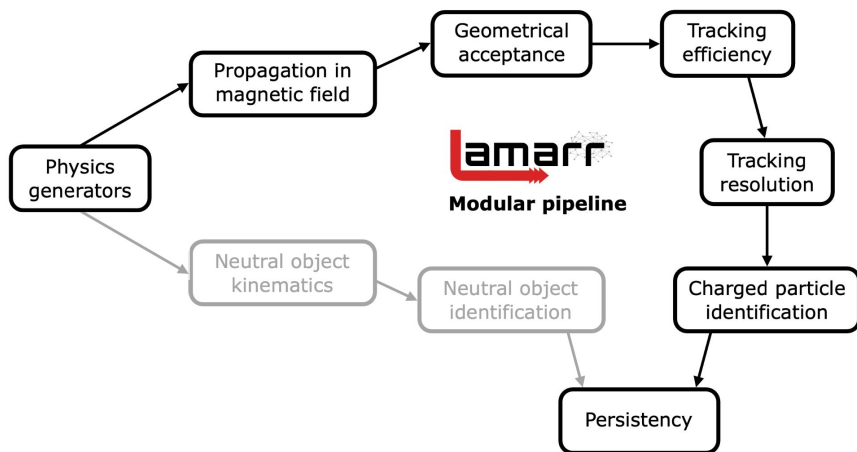 Physics
generators
Propagation in
magnetic field
Geometrical
acceptance
Tracking
efficiency
Tracking
resolution
Charged particle
identification
Neutral object
kinematics
Neutral object
identification
Persistency
Lamarr
Modular pipeline